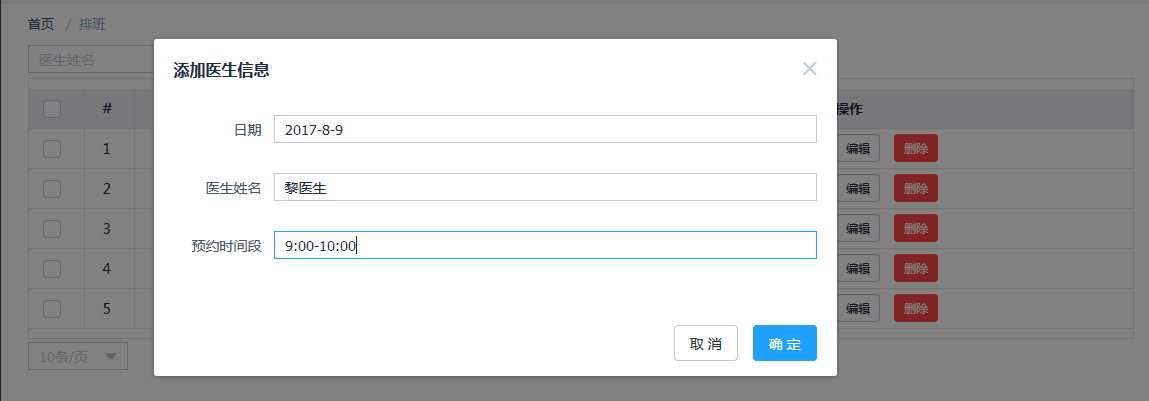 首页 / 排班
医生姓名
添加医生信息
# 操作
日期 2017-8-9
1 编辑 删除
医生姓名 黎医生
2 编辑 删除
3 编辑 删除
预约时间段 9:00-10:00
4 编辑 删除
5 编辑 删除
取 消 确 定
10条/页